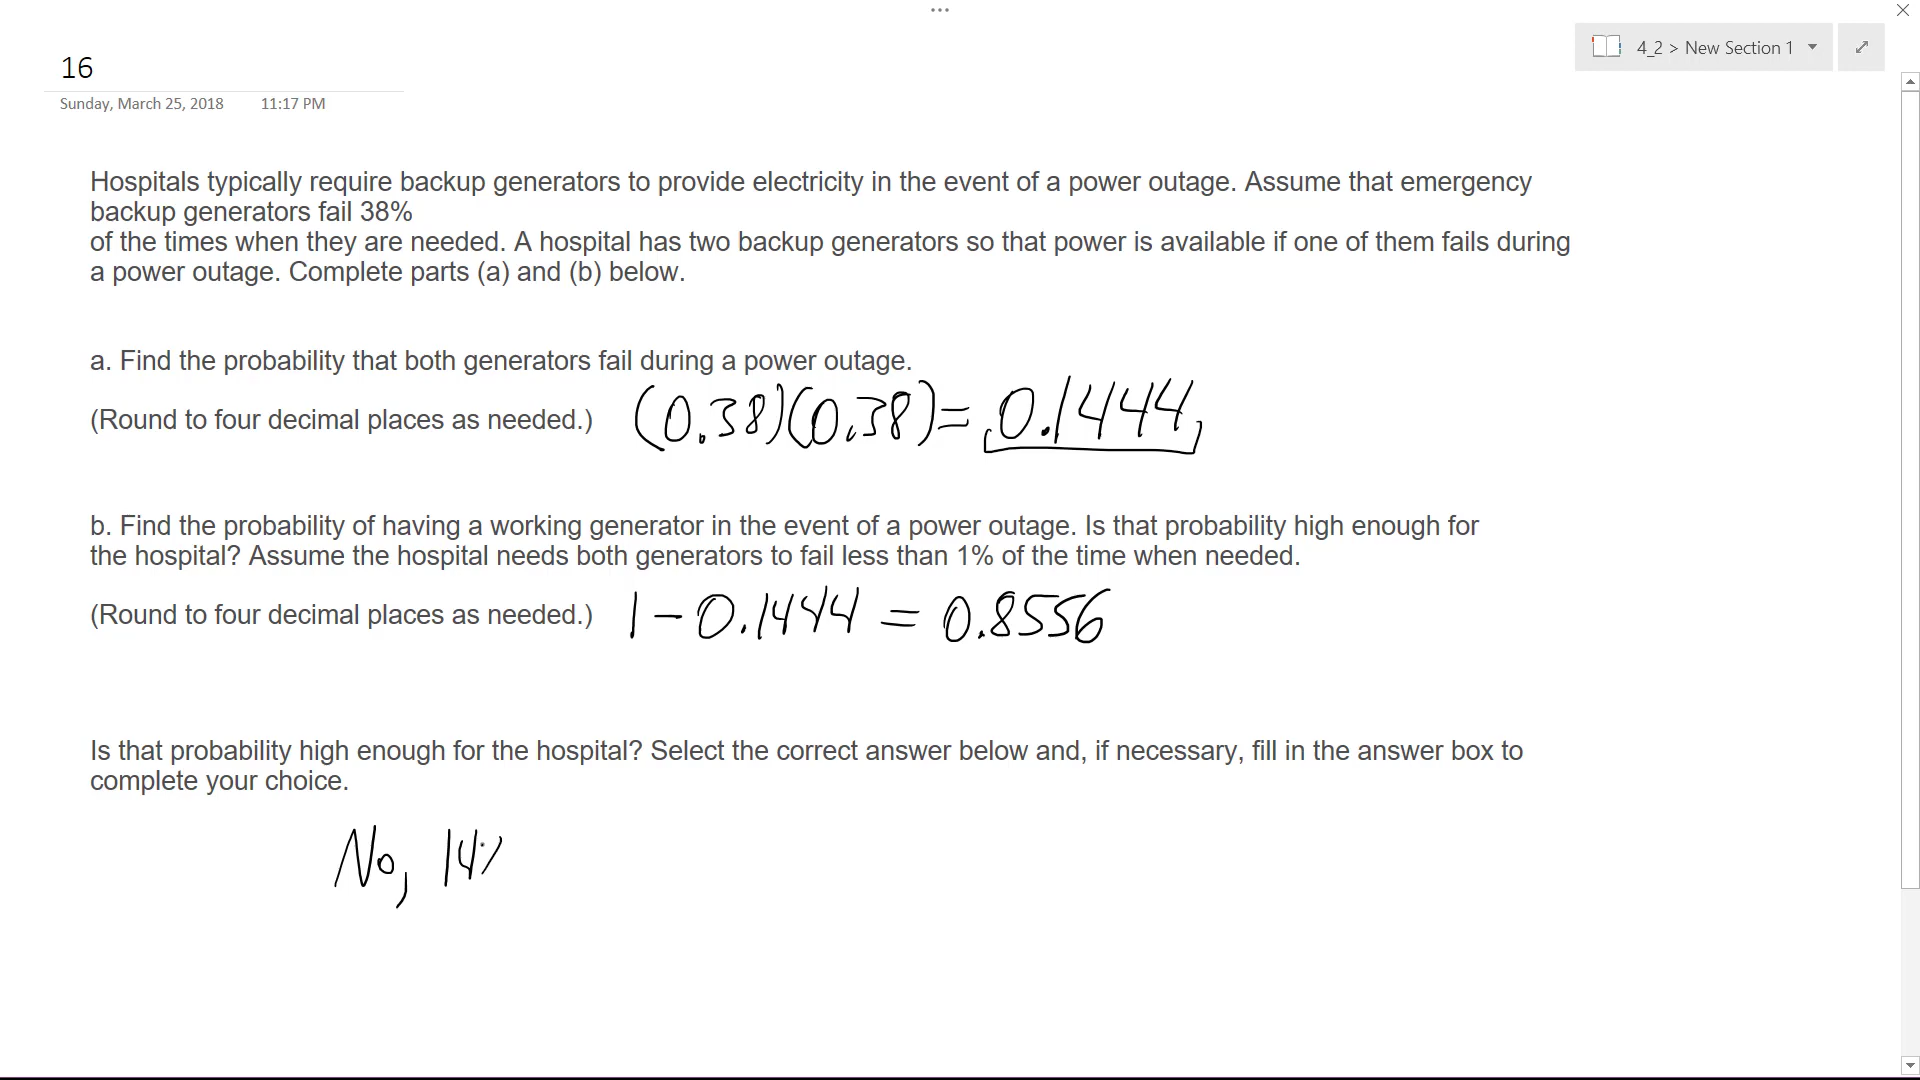 4_2 > New Section 1
16
Sunday, March 25, 2018 11:17 PM
Hospitals typically require backup generators to provide electricity in the event of a power outage. Assume that emergency
backup generators fail 38%
of the times when they are needed. A hospital has two backup generators so that power is available if one of them fails during
a power outage. Complete parts (a) and (b) below.
a. Find the probability that both generators fail during a power outage.
(Round to four decimal places as needed.) (0.38)(0.38)= 0.1444
b. Find the probability of having a working generator in the event of a power outage. Is that probability high enough for
the hospital? Assume the hospital needs both generators to fail less than 1% of the time when needed.
(Round to four decimal places as needed.) 1 - 0.1444 = 0.8556
Is that probability high enough for the hospital? Select the correct answer below and, if necessary, fill in the answer box to
complete your choice.
No, 14%